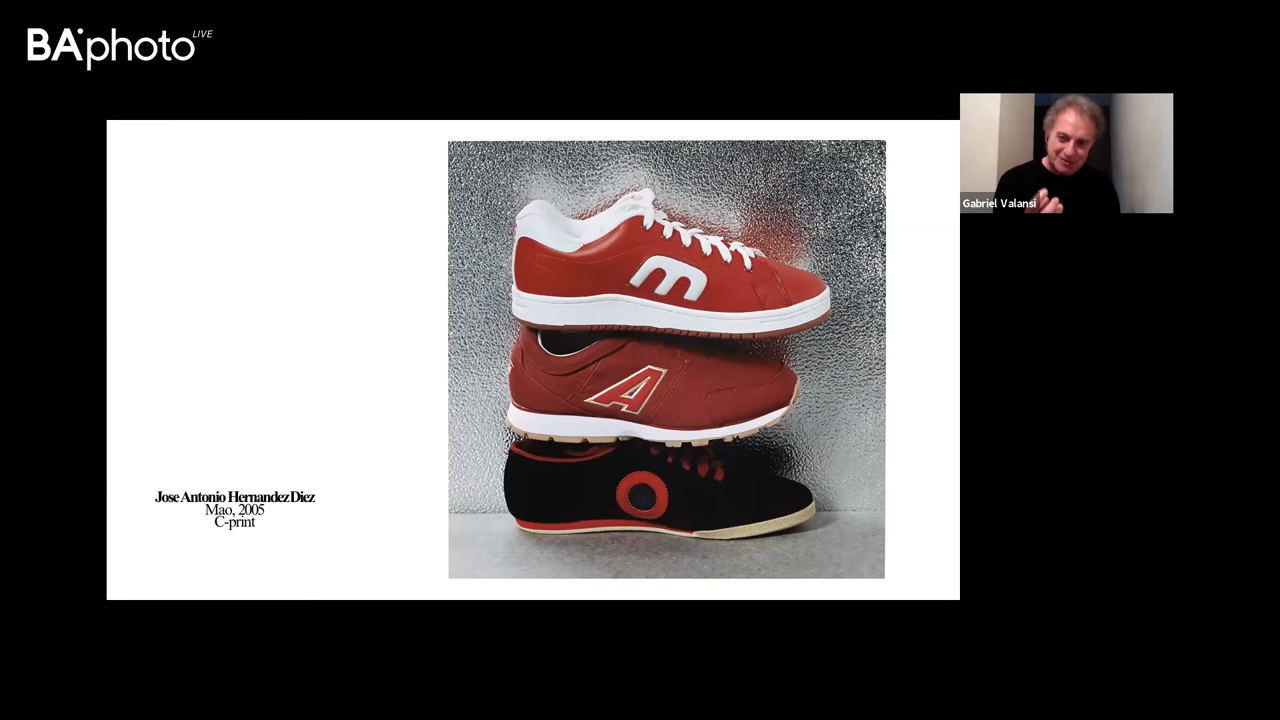 BAphoto LIVE
Gabriel Valansi
m
A
O
Jose Antonio Hernandez Diez
Mao, 2005
C-print